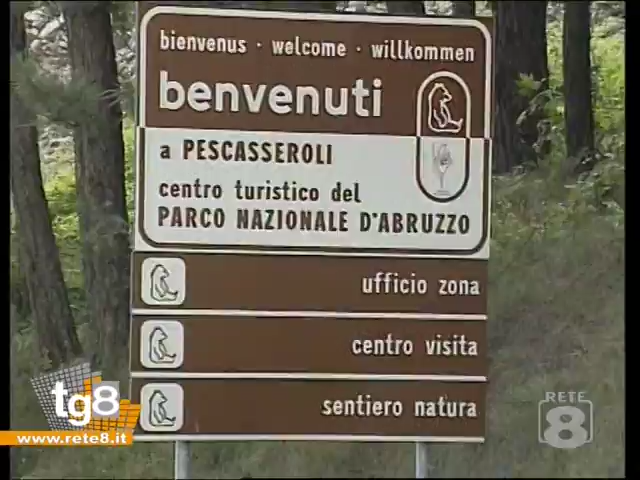 bienvenus · welcome · willkommen
benvenuti
a PESCASSEROLI
centro turistico del
PARCO NAZIONALE D'ABRUZZO
ufficio zona
centro visita
sentiero natura
tg8
www.rete8.it
RETE
8